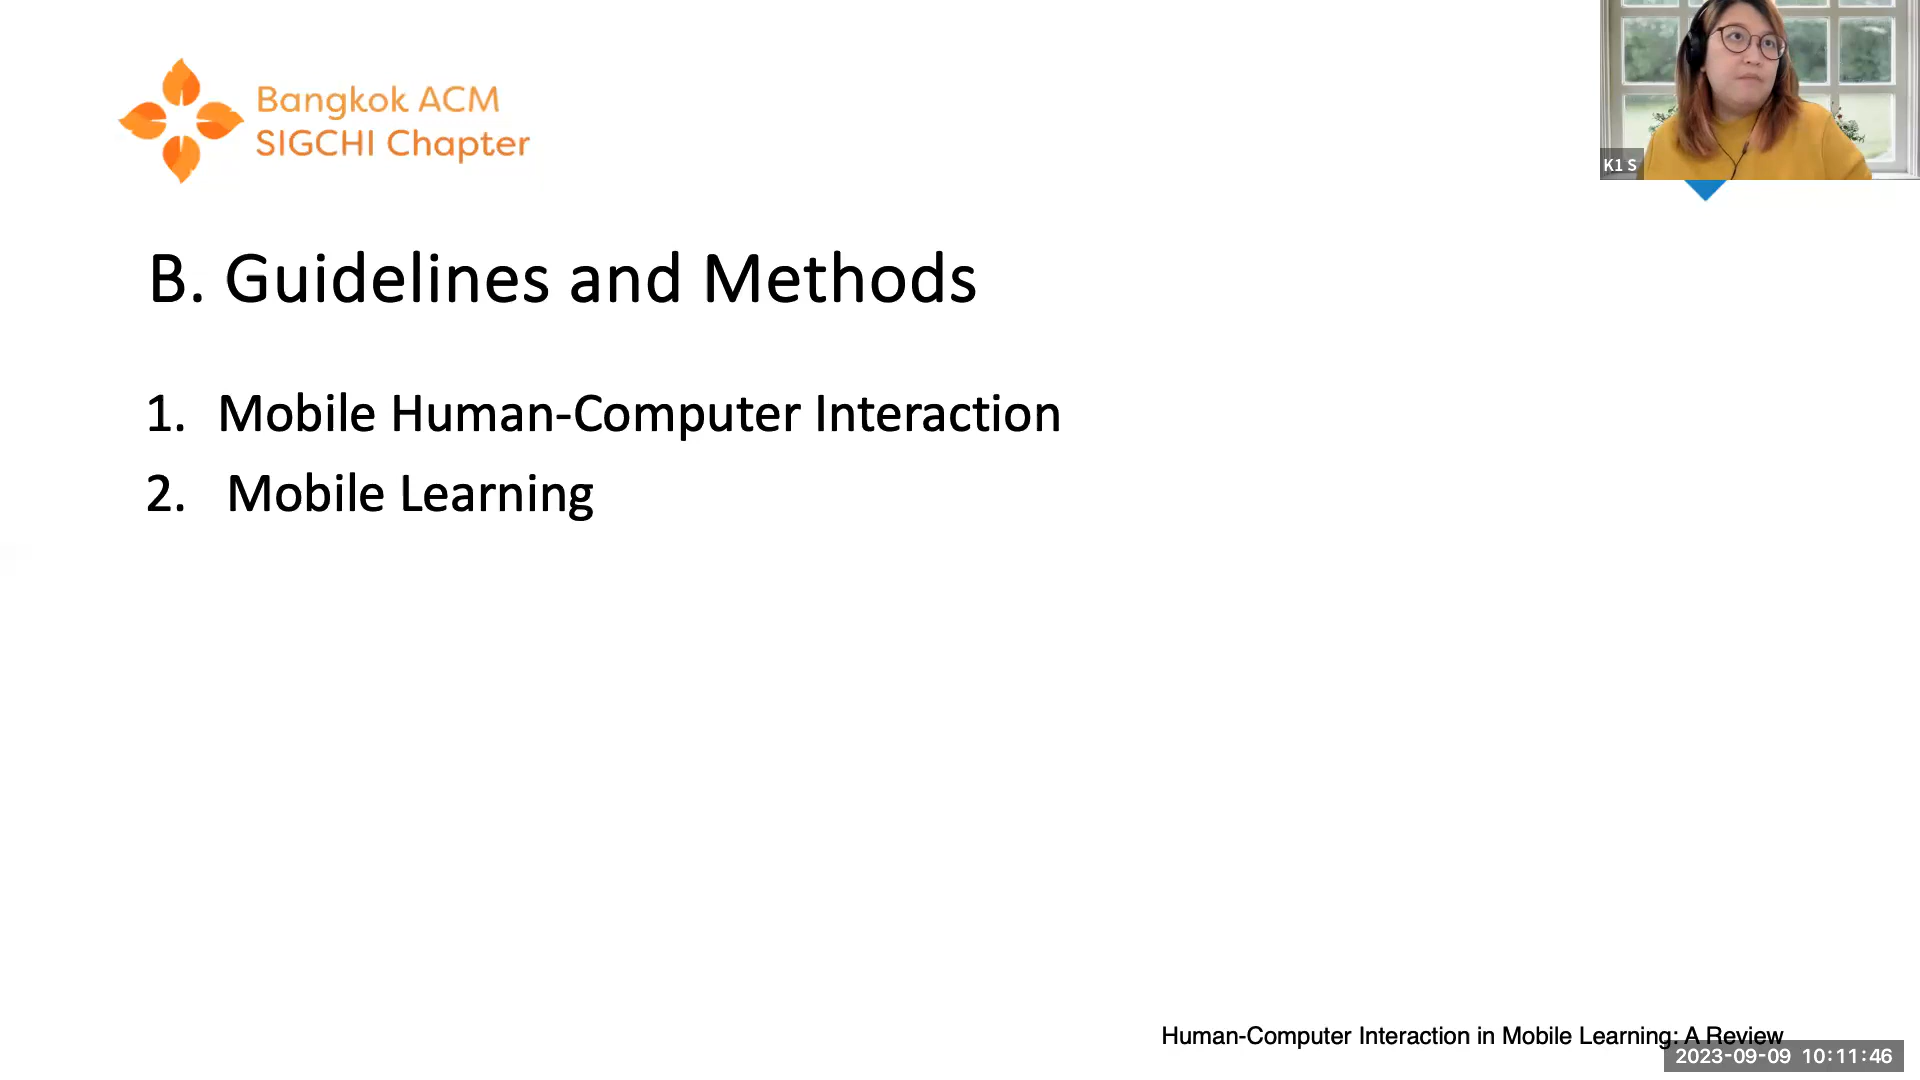 Bangkok ACM
SIGCHI Chapter
K1 S
B. Guidelines and Methods
1. Mobile Human-Computer Interaction
2. Mobile Learning
Human-Computer Interaction in Mobile Learning: A Review
2023-09-09 10:11:46